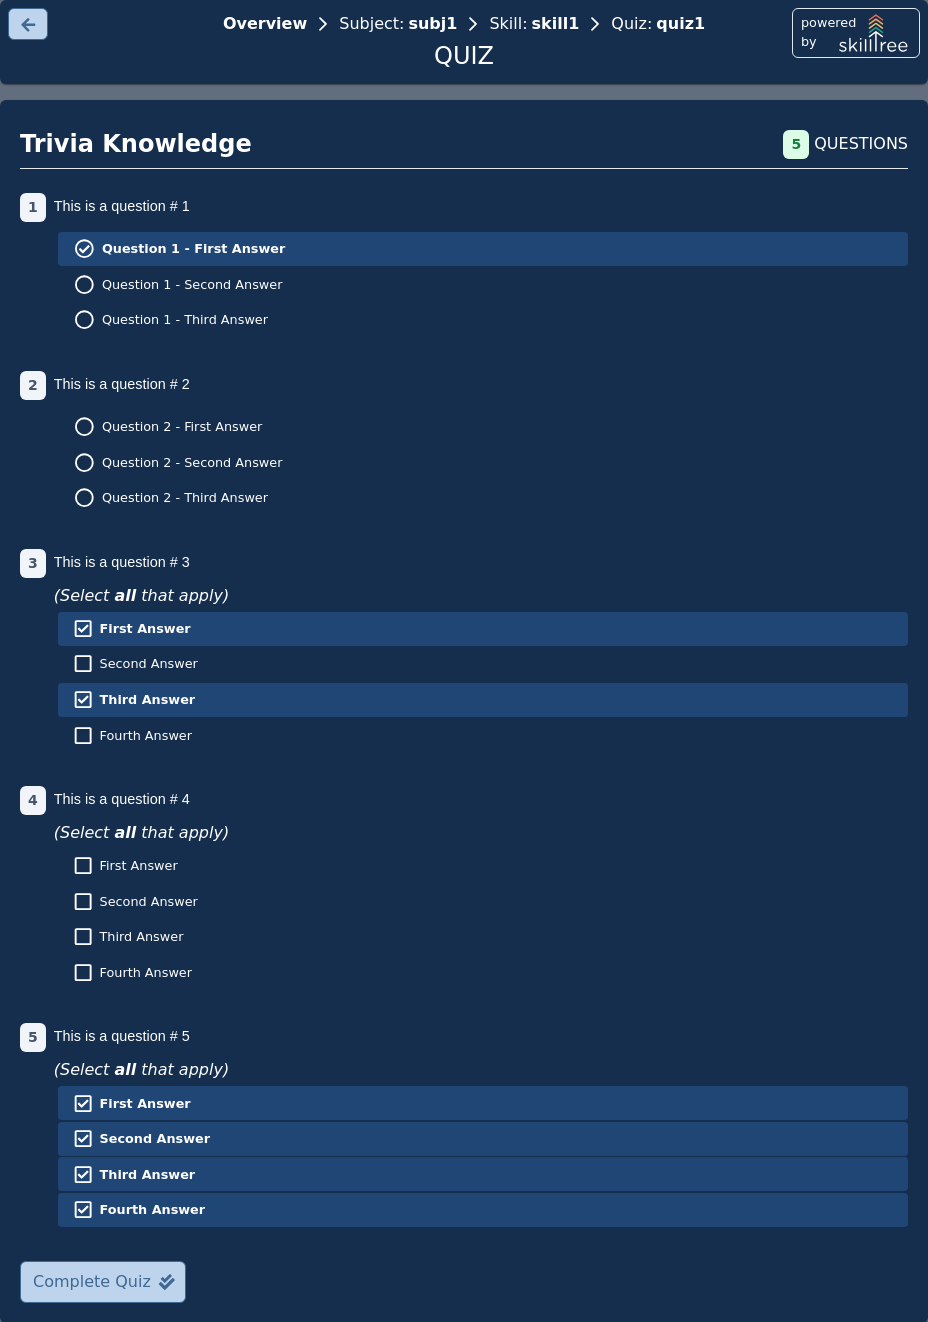 Overview > Subject: subj1 > Skill: skill1 > Quiz: quiz1
QUIZ
powered
by skilltree
Trivia Knowledge
5 QUESTIONS
1 This is a question # 1
Question 1 - First Answer
Question 1 - Second Answer
Question 1 - Third Answer
2 This is a question # 2
Question 2 - First Answer
Question 2 - Second Answer
Question 2 - Third Answer
3 This is a question # 3
(Select all that apply)
First Answer
Second Answer
Third Answer
Fourth Answer
4 This is a question # 4
(Select all that apply)
First Answer
Second Answer
Third Answer
Fourth Answer
5 This is a question # 5
(Select all that apply)
First Answer
Second Answer
Third Answer
Fourth Answer
Complete Quiz